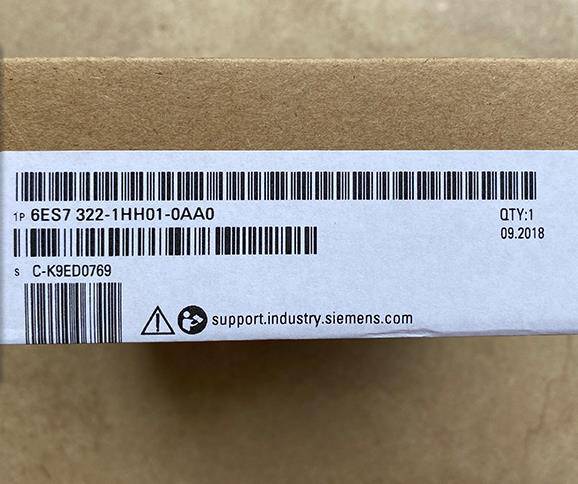 1P 6ES7 322-1HH01-0AA0
QTY:1
09.2018
S C-K9ED0769
support.industry.siemens.com